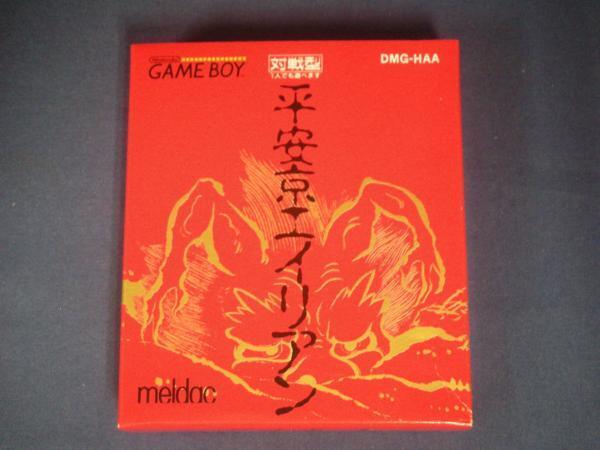 Nintendo
GAME BOY
対戦型
1人でも遊べます
DMG-HAA
平安京エイリアン
meldac